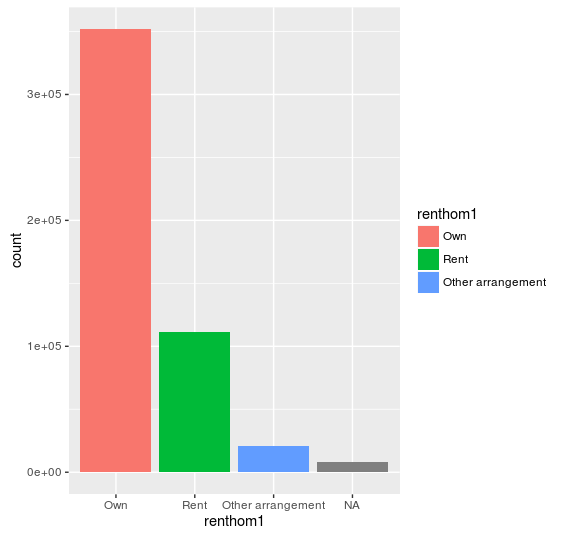 3e+05
2e+05
1e+05
0e+00
count
Own Rent Other arrangement NA
renthom1
renthom1
Own
Rent
Other arrangement